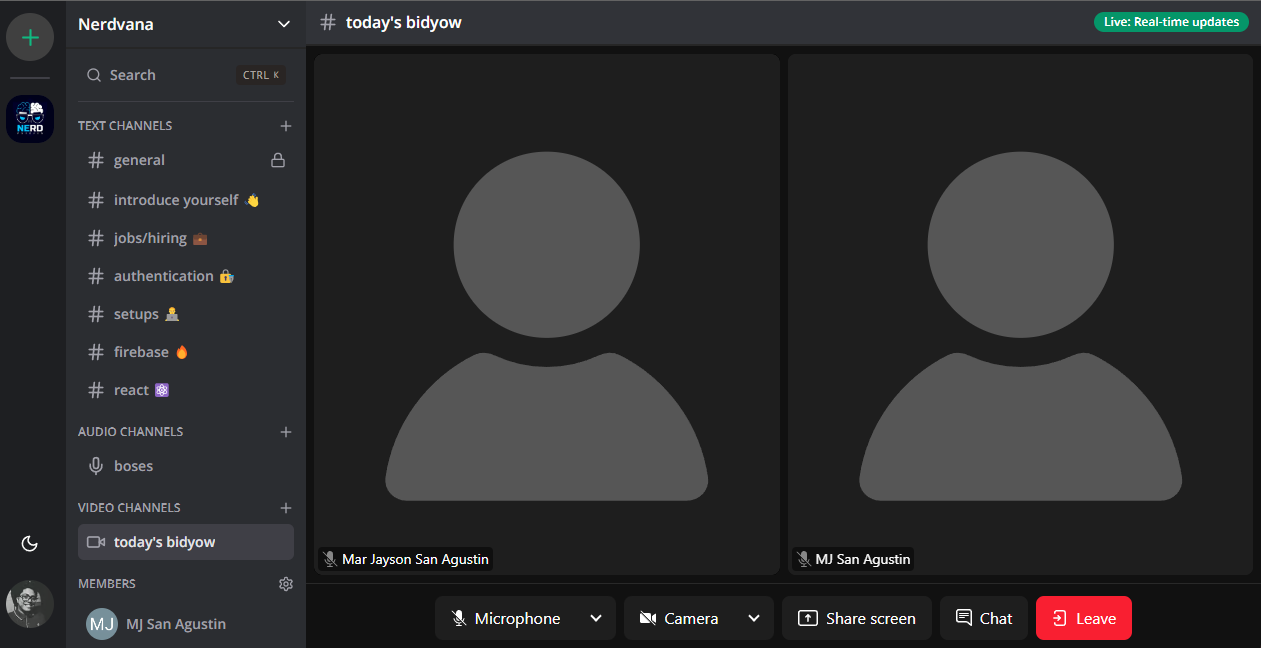 Nerdvana
Search
CTRL K
NERD
TEXT CHANNELS
general
introduce yourself 👋
jobs/hiring 💼
authentication 🔐
setups 🧑‍💻
firebase 🔥
react ⚛️
AUDIO CHANNELS
boses
VIDEO CHANNELS
today's bidyow
MEMBERS
MJ
MJ San Agustin
# today's bidyow
Live: Real-time updates
Mar Jayson San Agustin
MJ San Agustin
Microphone
Camera
Share screen
Chat
Leave